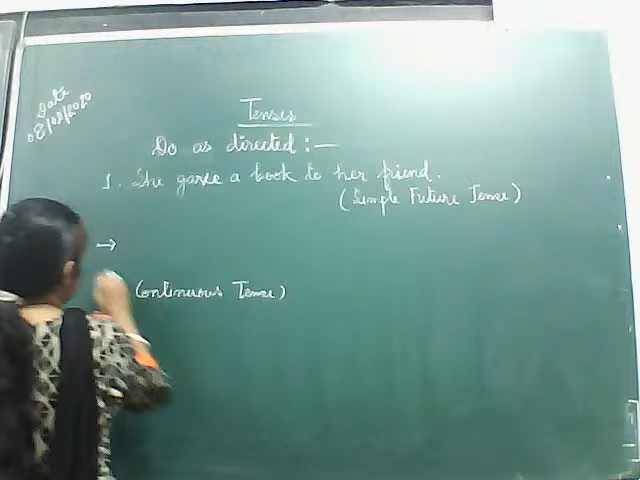 Date
08/08/2020
Tenses
Do as directed :—
1. She gave a book to her friend.
(Simple Future Tense)
→
(Continuous Tense)